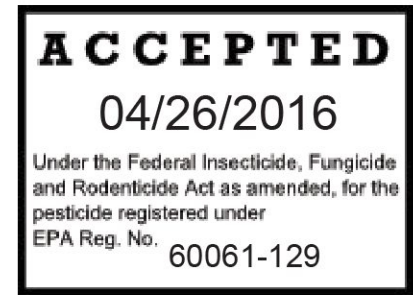 ACCEPTED
04/26/2016
Under the Federal Insecticide, Fungicide
and Rodenticide Act as amended, for the
pesticide registered under
EPA Reg. No. 60061-129